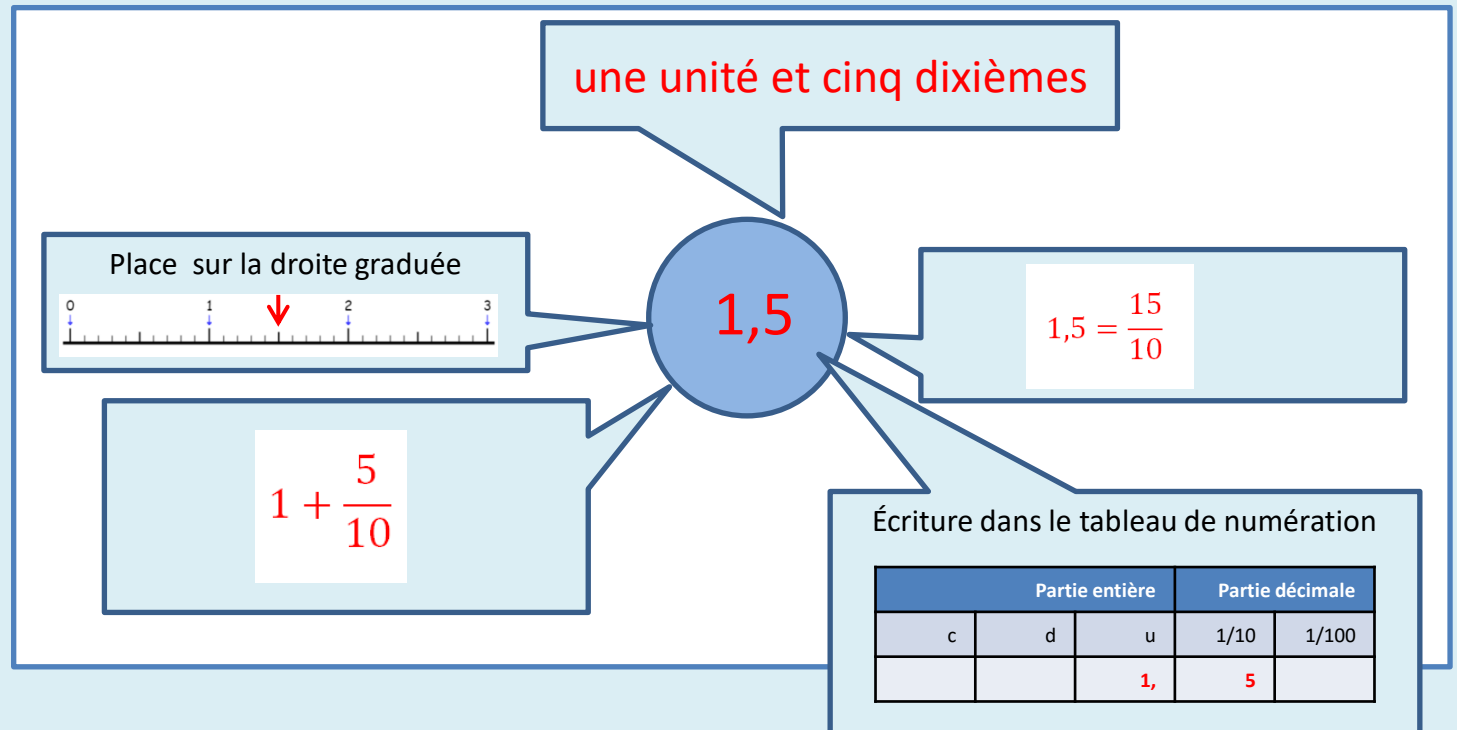 une unité et cinq dixièmes
Place sur la droite graduée
0 1 2 3
1,5
1,5 = 15/10
1 + 5/10
Écriture dans le tableau de numération
Partie entière Partie décimale
c d u 1/10 1/100
1, 5